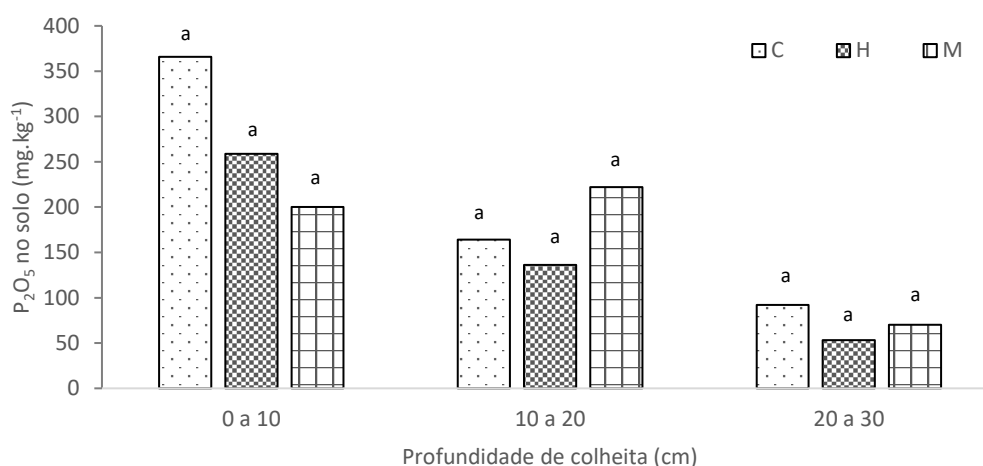 400
350
300
250
200
150
100
50
0
P₂O₅ no solo (mg.kg⁻¹)
C H M
a a a
a a a
a a a
0 a 10 10 a 20 20 a 30
Profundidade de colheita (cm)